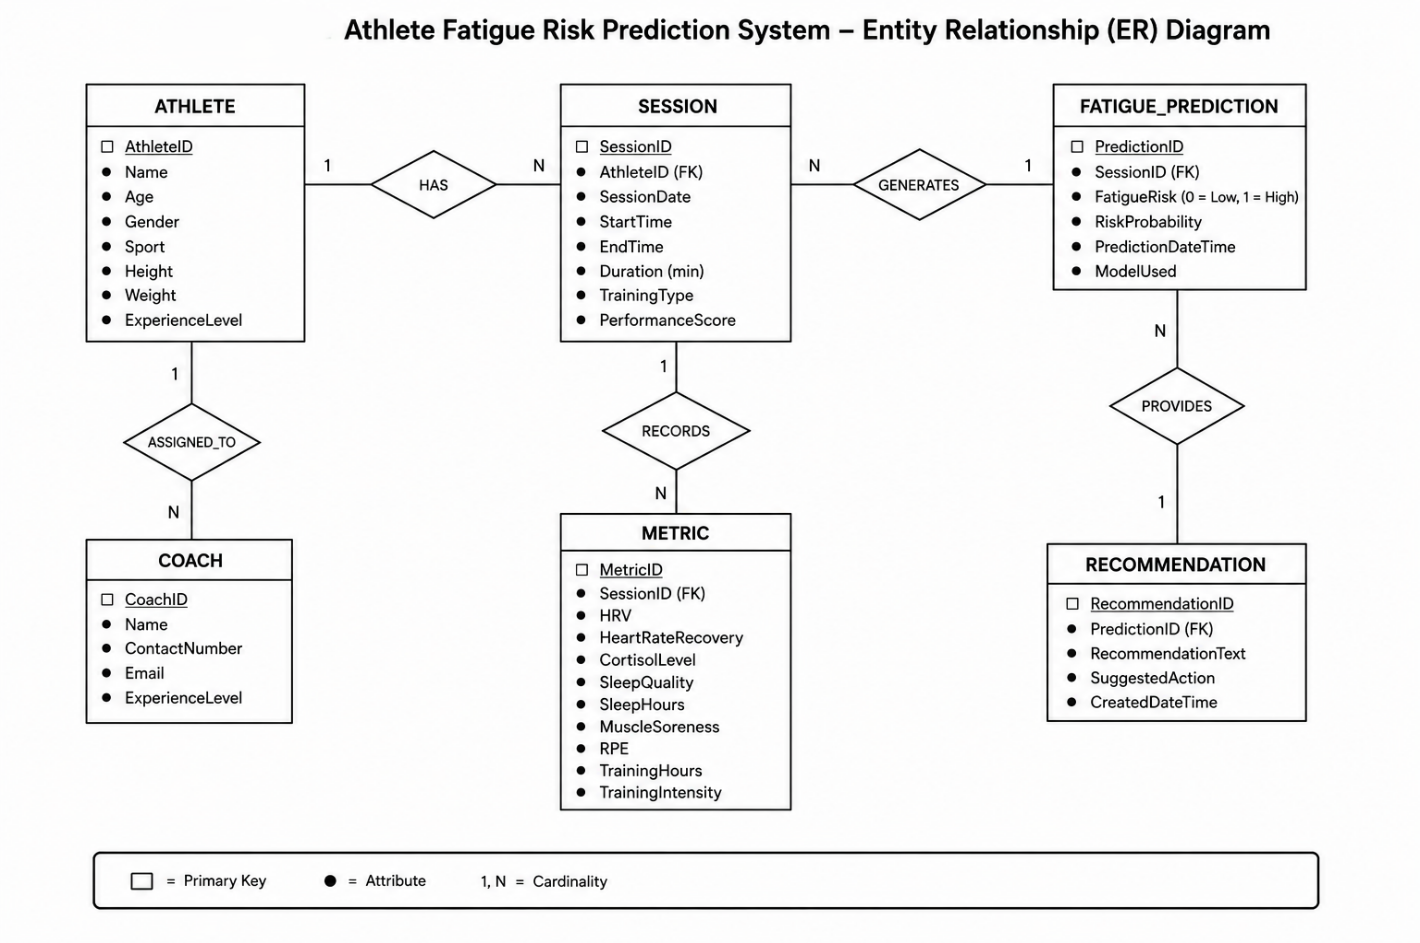 Athlete Fatigue Risk Prediction System – Entity Relationship (ER) Diagram
ATHLETE
AthleteID
Name
Age
Gender
Sport
Height
Weight
ExperienceLevel
1
HAS
N
SESSION
SessionID
AthleteID (FK)
SessionDate
StartTime
EndTime
Duration (min)
TrainingType
PerformanceScore
N
GENERATES
1
FATIGUE_PREDICTION
PredictionID
SessionID (FK)
FatigueRisk (0 = Low, 1 = High)
RiskProbability
PredictionDateTime
ModelUsed
1
ASSIGNED_TO
N
COACH
CoachID
Name
ContactNumber
Email
ExperienceLevel
1
RECORDS
N
METRIC
MetricID
SessionID (FK)
HRV
HeartRateRecovery
CortisolLevel
SleepQuality
SleepHours
MuscleSoreness
RPE
TrainingHours
TrainingIntensity
N
PROVIDES
1
RECOMMENDATION
RecommendationID
PredictionID (FK)
RecommendationText
SuggestedAction
CreatedDateTime
= Primary Key
= Attribute
1, N = Cardinality